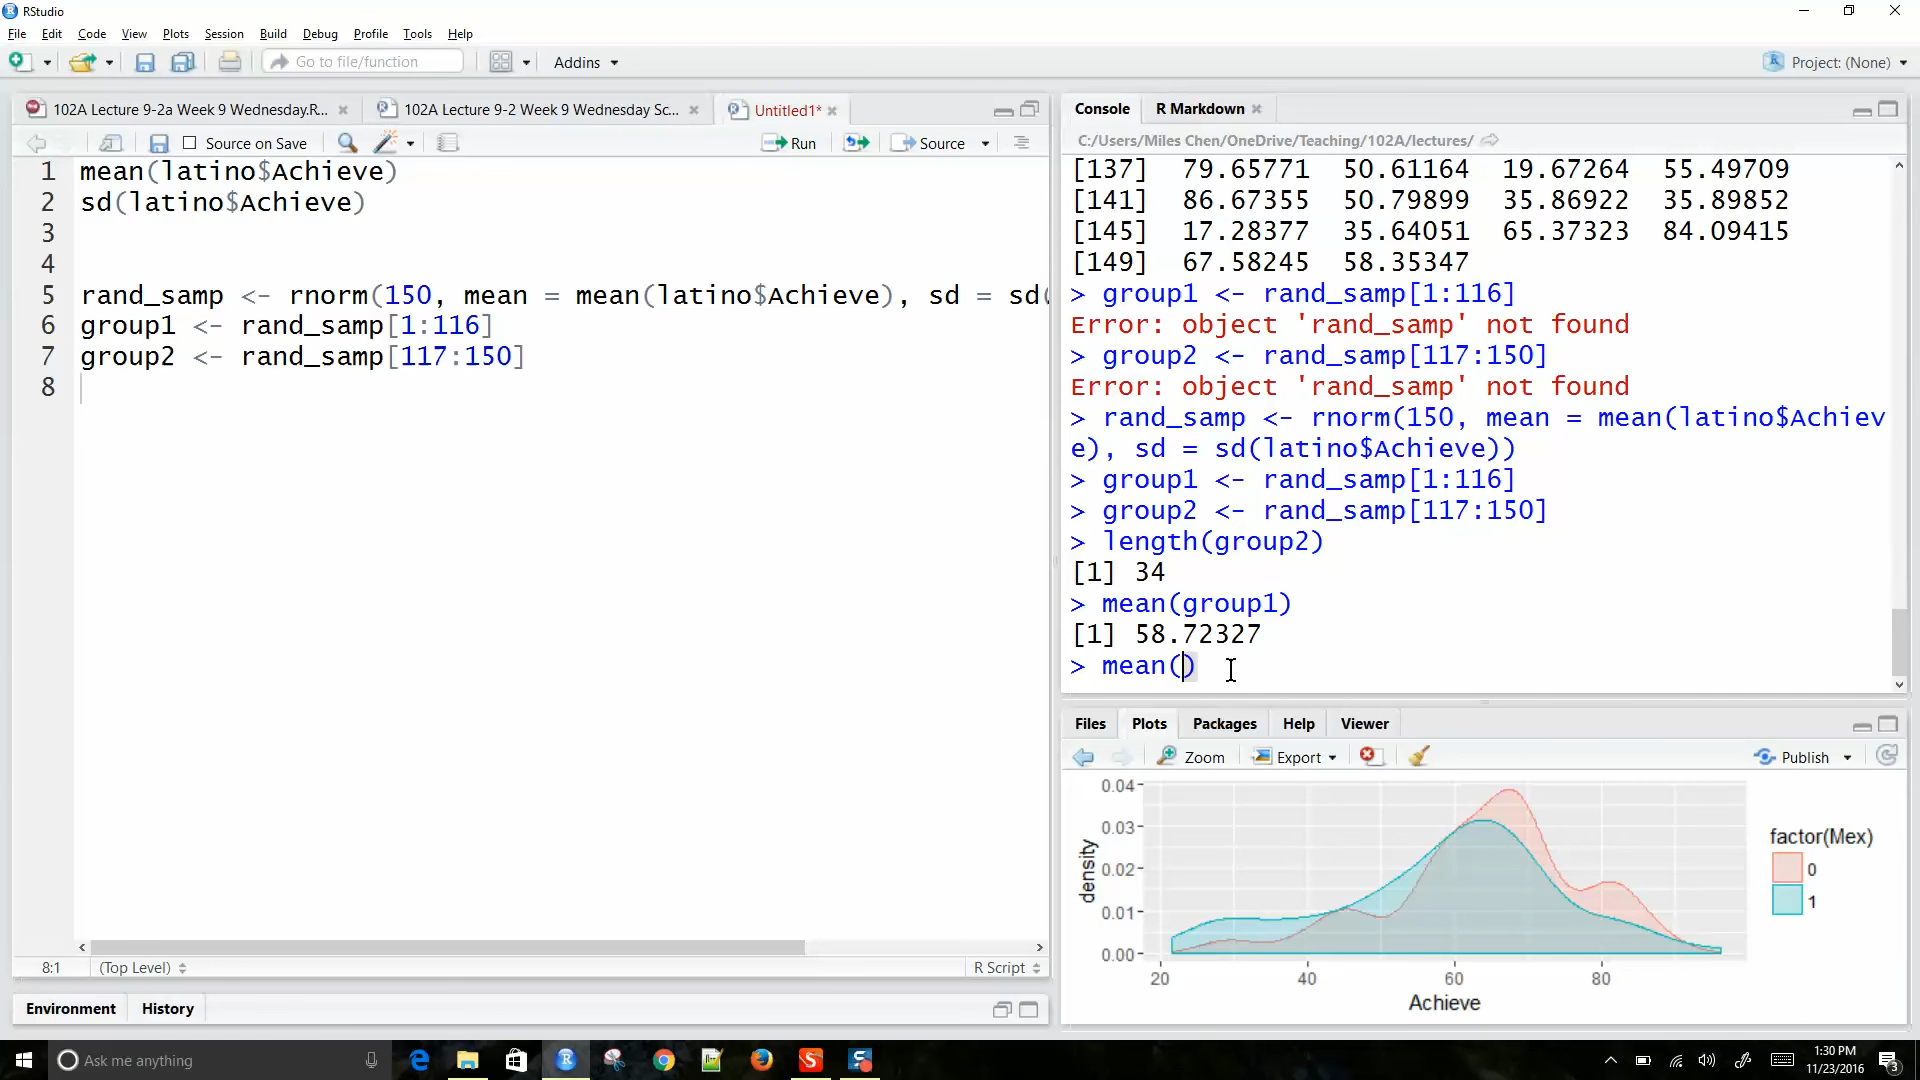 RStudio
File Edit Code View Plots Session Build Debug Profile Tools Help
Go to file/function Addins Project: (None)
102A Lecture 9-2a Week 9 Wednesday.R... 102A Lecture 9-2 Week 9 Wednesday Sc... Untitled1*
Source on Save Run Source
1 mean(latino$Achieve)
2 sd(latino$Achieve)
3
4
5 rand_samp <- rnorm(150, mean = mean(latino$Achieve), sd = sd(
6 group1 <- rand_samp[1:116]
7 group2 <- rand_samp[117:150]
8
8:1 (Top Level) R Script
Environment History
Console R Markdown
C:/Users/Miles Chen/OneDrive/Teaching/102A/lectures/
[137] 79.65771 50.61164 19.67264 55.49709
[141] 86.67355 50.79899 35.86922 35.89852
[145] 17.28377 35.64051 65.37323 84.09415
[149] 67.58245 58.35347
> group1 <- rand_samp[1:116]
Error: object 'rand_samp' not found
> group2 <- rand_samp[117:150]
Error: object 'rand_samp' not found
> rand_samp <- rnorm(150, mean = mean(latino$Achiev
e), sd = sd(latino$Achieve))
> group1 <- rand_samp[1:116]
> group2 <- rand_samp[117:150]
> length(group2)
[1] 34
> mean(group1)
[1] 58.72327
> mean()
Files Plots Packages Help Viewer
Zoom Export Publish
0.04
0.03
0.02
0.01
0.00
density
20 40 60 80
Achieve
factor(Mex)
0
1
Ask me anything
1:30 PM
11/23/2016
3